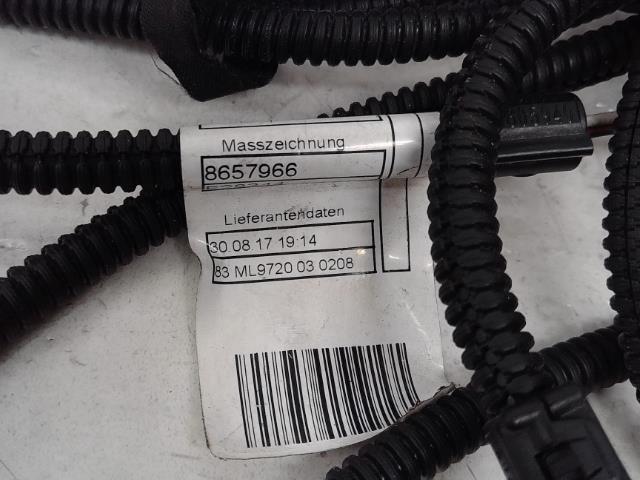 Masszeichnung
8657966
Lieferantendaten
30.08.17 19:14
83 ML9720 03 0208